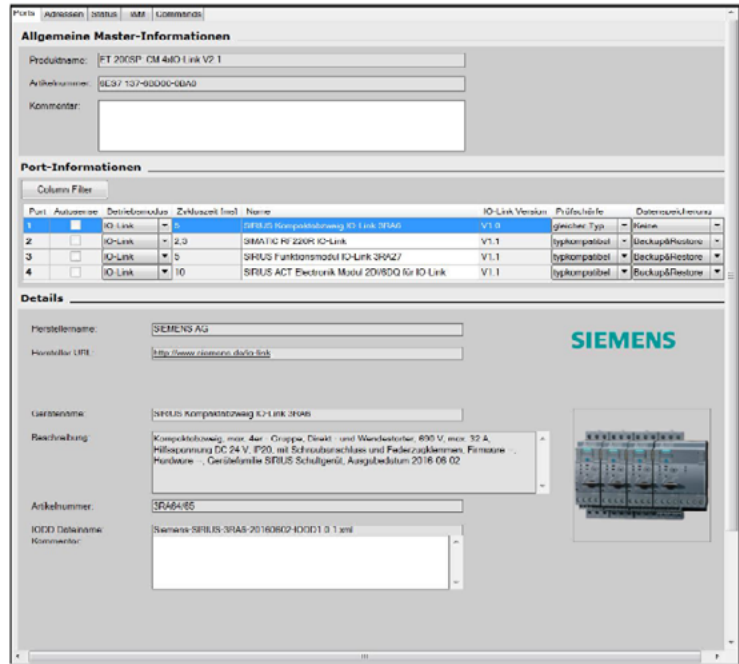 Ports Adressen Status I&M Commands
Allgemeine Master-Informationen
Produktname: ET 200SP CM 4xIO-Link V2.1
Artikelnummer: 6ES7 137-6BD00-0BA0
Kommentar:
Port-Informationen
Column Filter
Port Autosense Betriebsmodus Zykluszeit [ms] Name IO-Link Version Prüfschärfe Datenspeicherung
1 IO-Link 5 SIRIUS Kompaktabzweig IO-Link 3RA6 V1.0 gleicher Typ Keine
2 IO-Link 2,3 SIMATIC RF220R IO-Link V1.1 typkompatibel Backup&Restore
3 IO-Link 5 SIRIUS Funktionsmodul IO-Link 3RA27 V1.1 typkompatibel Backup&Restore
4 IO-Link 10 SIRIUS ACT Electronik Modul 2DI/6DQ für IO-Link V1.1 typkompatibel Backup&Restore
Details
Herstellername: SIEMENS AG
SIEMENS
Hersteller URL: http://www.siemens.de/io-link
Gerätename: SIRIUS Kompaktabzweig IO-Link 3RA6
Beschreibung: Kompaktabzweig, max. 4er - Gruppe, Direkt - und Wendestarter, 690 V, max. 32 A,
Hilfsspannung DC 24 V, IP20, mit Schraubanschluss und Federzugklemmen, Firmware --,
Hardware --, Gerätefamilie SIRIUS Schaltgerät, Ausgabedatum 2016-06-02
Artikelnummer: 3RA64/65
IODD Dateiname: Siemens-SIRIUS-3RA6-20160602-IODD1.0.1.xml
Kommentar: